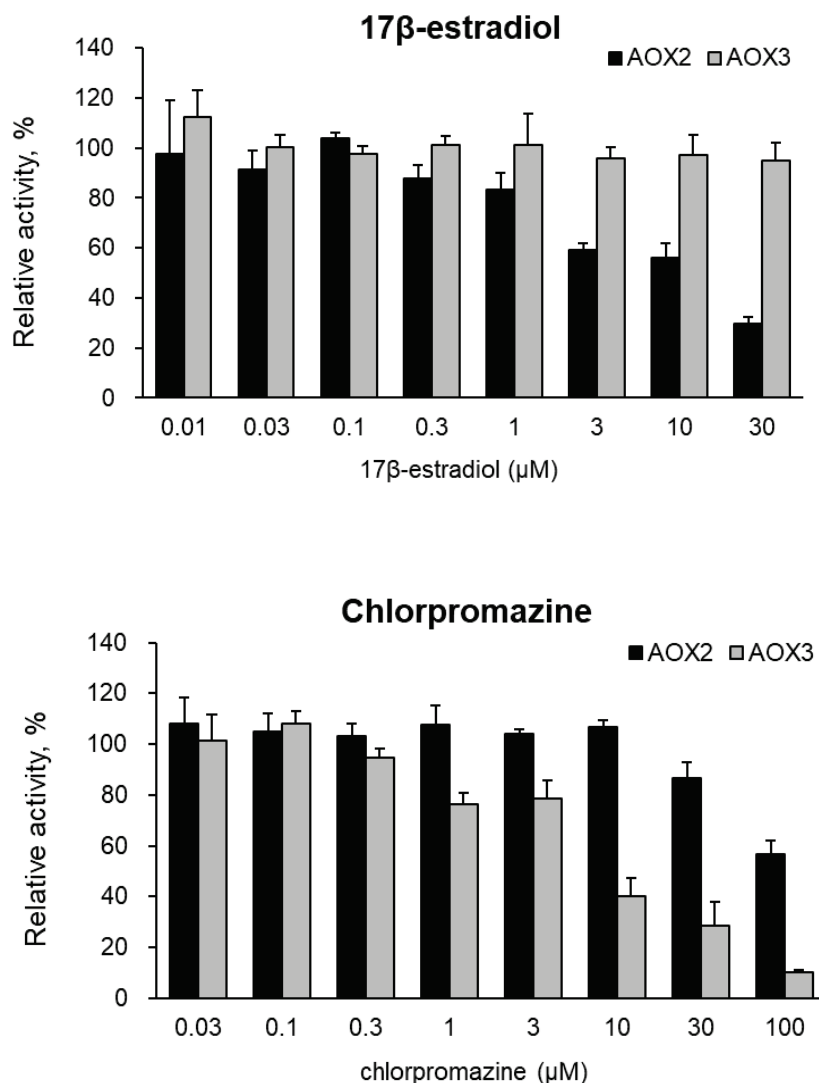 17β-estradiol
AOX2 AOX3
Relative activity, %
140
120
100
80
60
40
20
0
0.01 0.03 0.1 0.3 1 3 10 30
17β-estradiol (µM)
Chlorpromazine
AOX2 AOX3
Relative activity, %
140
120
100
80
60
40
20
0
0.03 0.1 0.3 1 3 10 30 100
chlorpromazine (µM)